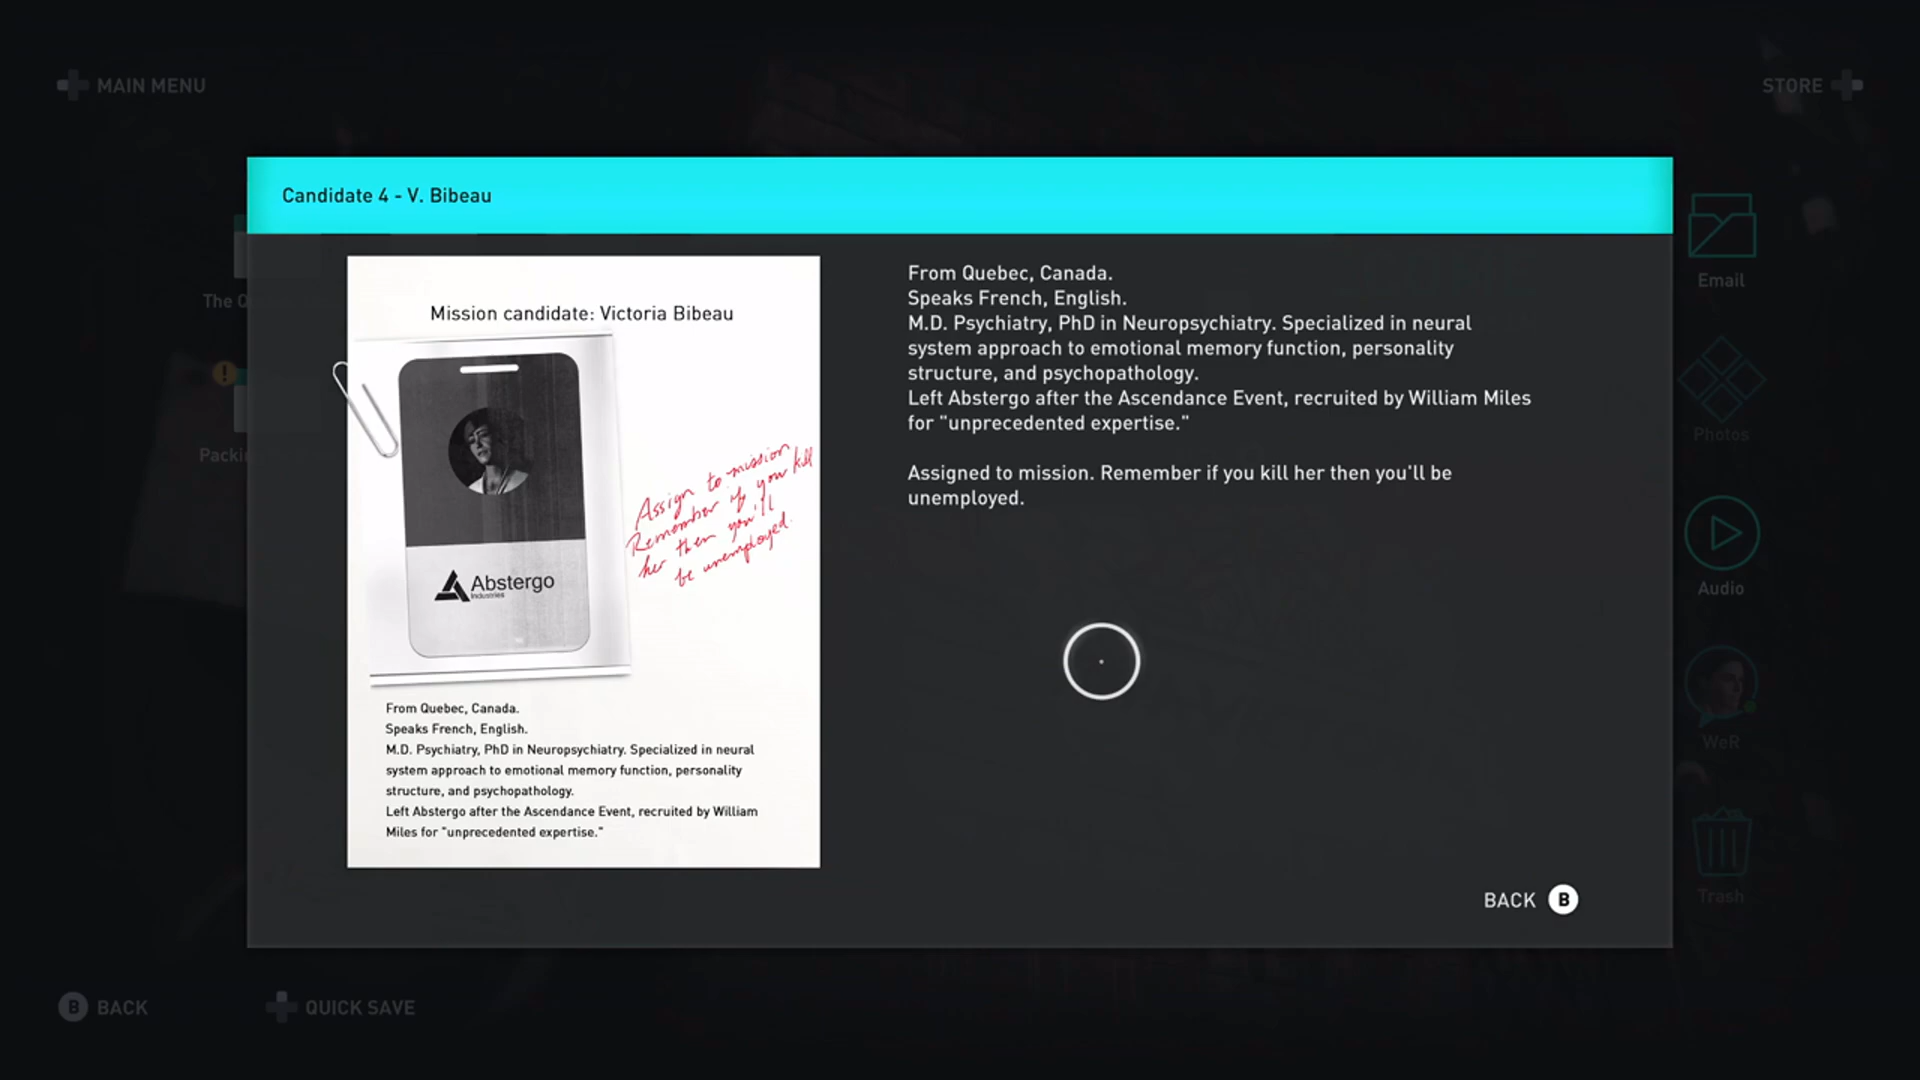 MAIN MENU
STORE
Candidate 4 - V. Bibeau
Mission candidate: Victoria Bibeau
Assign to mission
Remember if you kill
her then you'll
be unemployed.
Abstergo
Industries
From Quebec, Canada.
Speaks French, English.
M.D. Psychiatry, PhD in Neuropsychiatry. Specialized in neural
system approach to emotional memory function, personality
structure, and psychopathology.
Left Abstergo after the Ascendance Event, recruited by William
Miles for "unprecedented expertise."
From Quebec, Canada.
Speaks French, English.
M.D. Psychiatry, PhD in Neuropsychiatry. Specialized in neural
system approach to emotional memory function, personality
structure, and psychopathology.
Left Abstergo after the Ascendance Event, recruited by William Miles
for "unprecedented expertise."
Assigned to mission. Remember if you kill her then you'll be
unemployed.
The
Email
Photos
Audio
WeR
Trash
BACK B
B BACK
QUICK SAVE